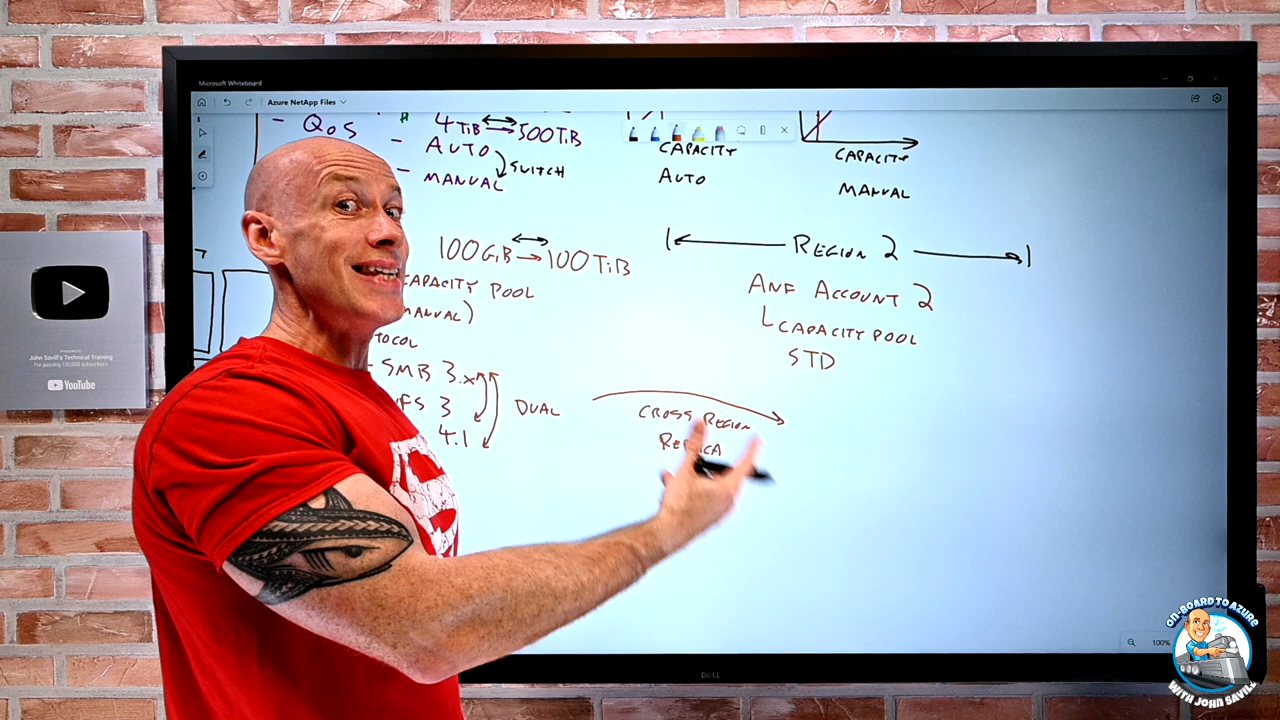 Microsoft Whiteboard
Azure NetApp Files
- QoS
4TiB 500TiB
- AUTO
- MANUAL
SWITCH
CAPACITY
AUTO
CAPACITY
MANUAL
100GiB 100TiB
CAPACITY POOL
MANUAL)
TOCOL
- SMB 3.x
NFS 3
4.1
DUAL
REGION 2
ANF ACCOUNT 2
CAPACITY POOL
STD
CROSS REGION
100%
DELL
Presented to
John Savill's Technical Training
For passing 100,000 subscribers
YouTube
ON-BOARD TO AZURE
WITH JOHN SAVILL